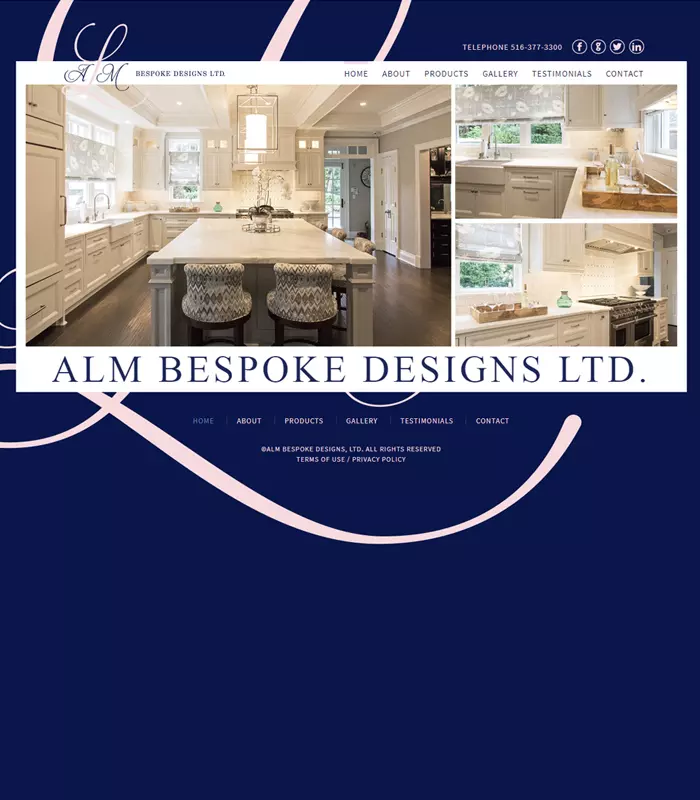 TELEPHONE 516-377-3300
ALM BESPOKE DESIGNS LTD.
HOME ABOUT PRODUCTS GALLERY TESTIMONIALS CONTACT
ALM BESPOKE DESIGNS LTD.
HOME ABOUT PRODUCTS GALLERY TESTIMONIALS CONTACT
©ALM BESPOKE DESIGNS, LTD. ALL RIGHTS RESERVED
TERMS OF USE / PRIVACY POLICY